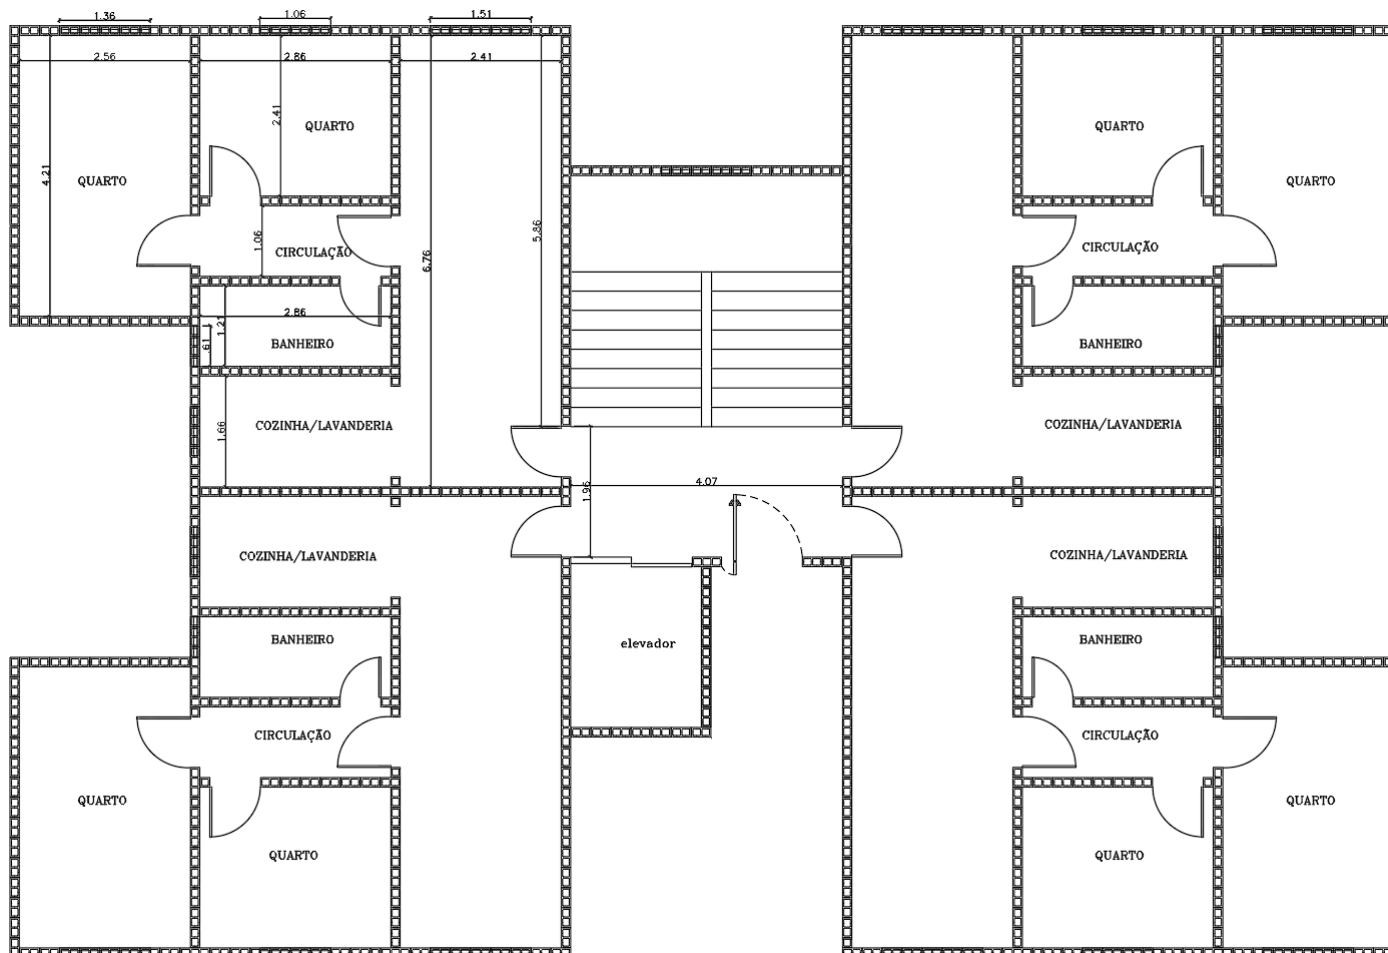 1.36
1.06
1.51
2.56
2.86
2.41
2.41
QUARTO
QUARTO
QUARTO
QUARTO
4.21
5.86
1.06
CIRCULAÇÃO
6.76
CIRCULAÇÃO
2.86
1.21
.61
BANHEIRO
BANHEIRO
1.66
COZINHA/LAVANDERIA
COZINHA/LAVANDERIA
4.07
1.96
COZINHA/LAVANDERIA
COZINHA/LAVANDERIA
BANHEIRO
elevador
BANHEIRO
CIRCULAÇÃO
CIRCULAÇÃO
QUARTO
QUARTO
QUARTO
QUARTO